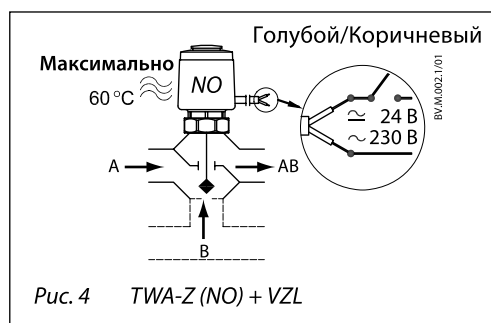 Голубой/Коричневый
Максимально
60 °C
NO
24 В
~ 230 В
BV.M.002.1/01
A
AB
B
Рис. 4 TWA-Z (NO) + VZL